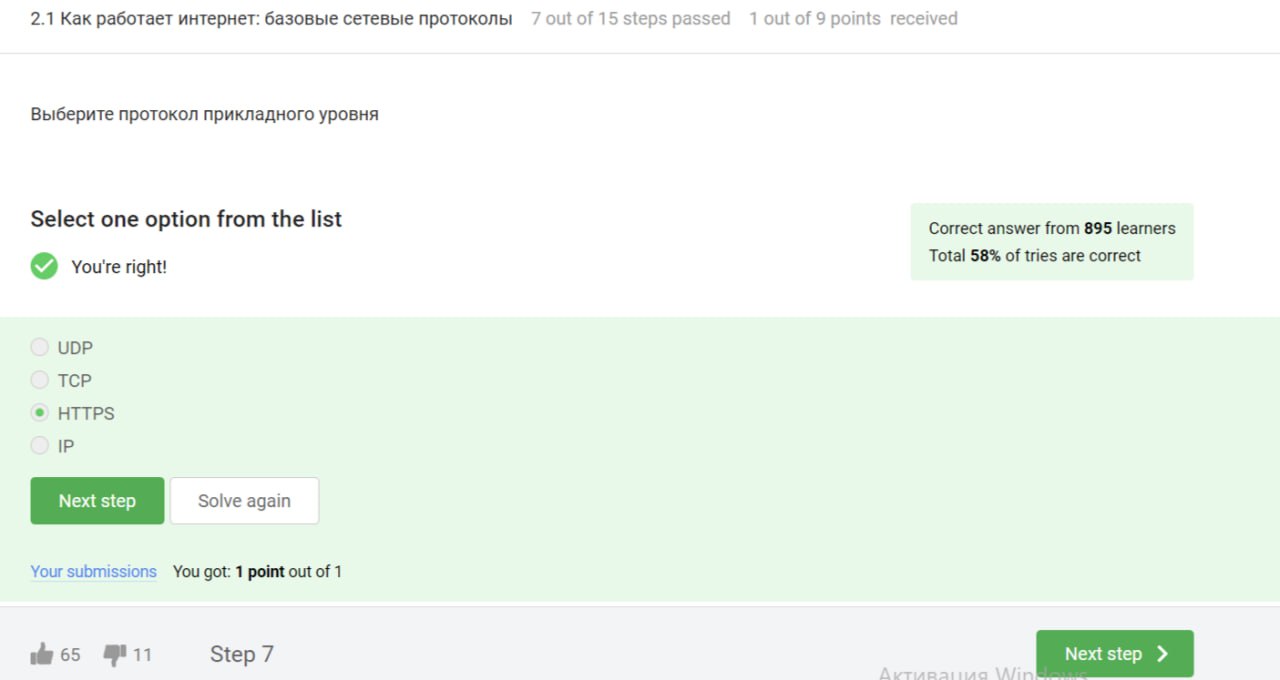 2.1 Как работает интернет: базовые сетевые протоколы 7 out of 15 steps passed 1 out of 9 points received
Выберите протокол прикладного уровня
Select one option from the list
Correct answer from 895 learners
Total 58% of tries are correct
You're right!
UDP
TCP
HTTPS
IP
Next step Solve again
Your submissions You got: 1 point out of 1
65 11 Step 7 Next step
Активация Windows